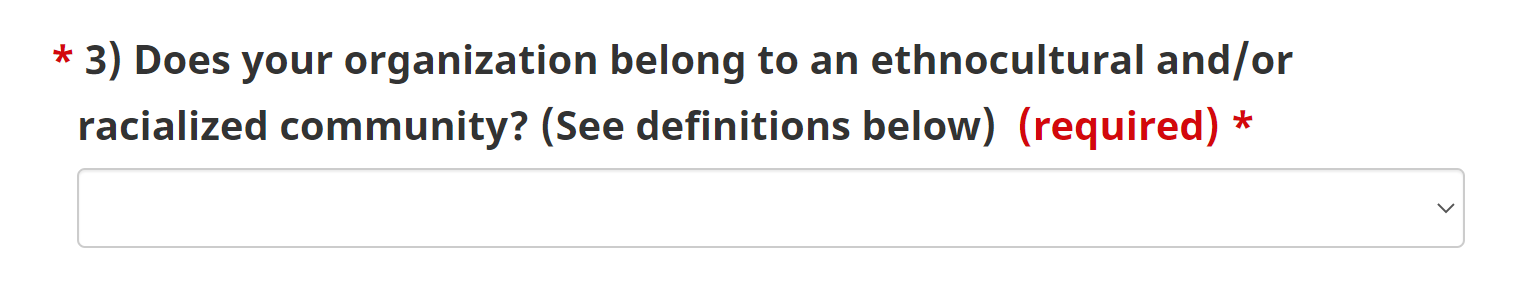 * 3) Does your organization belong to an ethnocultural and/or
racialized community? (See definitions below) (required) *